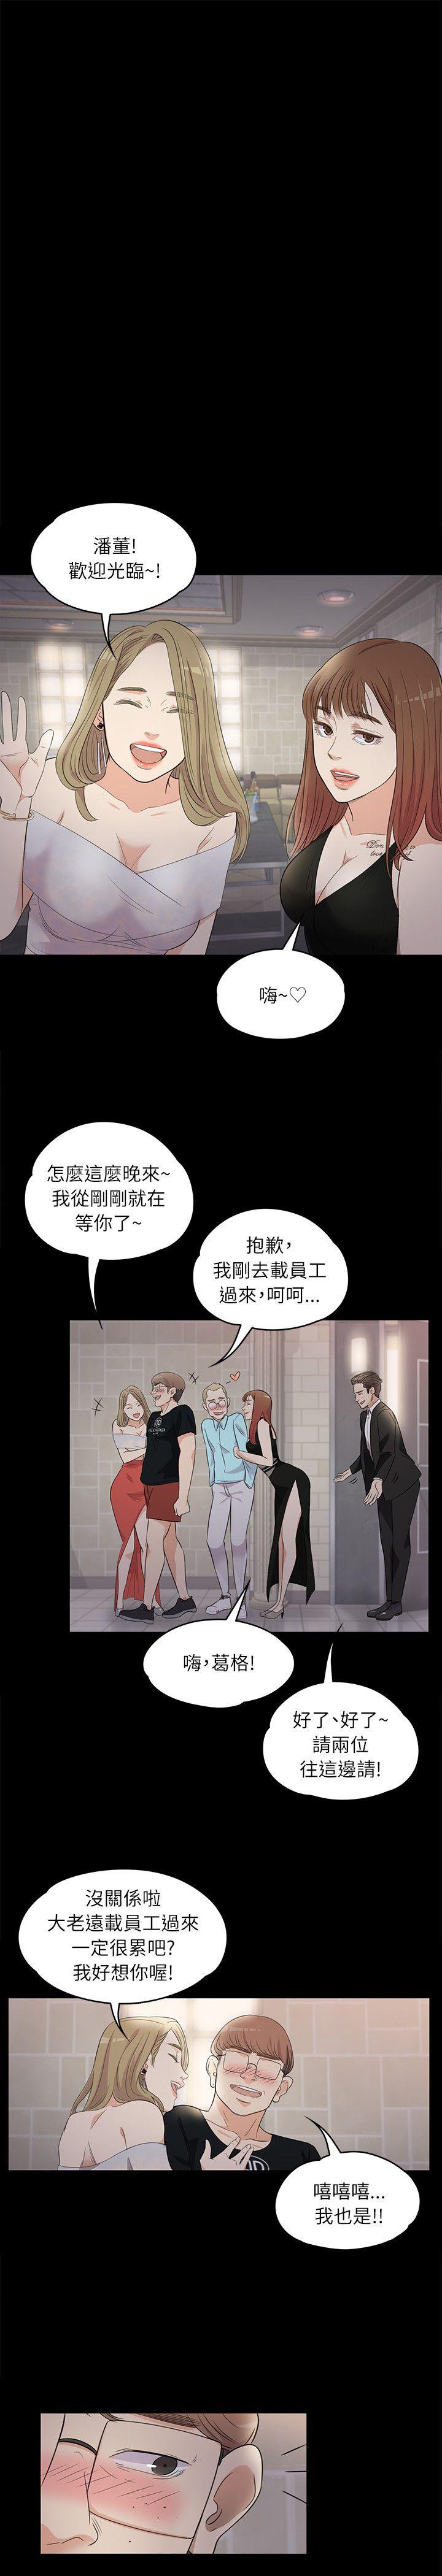 潘董!
歡迎光臨~!
嗨~♡
怎麼這麼晚來~
我從剛剛就在
等你了~
抱歉,
我剛去載員工
過來,呵呵...
嗨,葛格!
好了、好了~
請兩位
往這邊請!
沒關係啦
大老遠載員工過來
一定很累吧?
我好想你喔!
嘻嘻嘻...
我也是!!